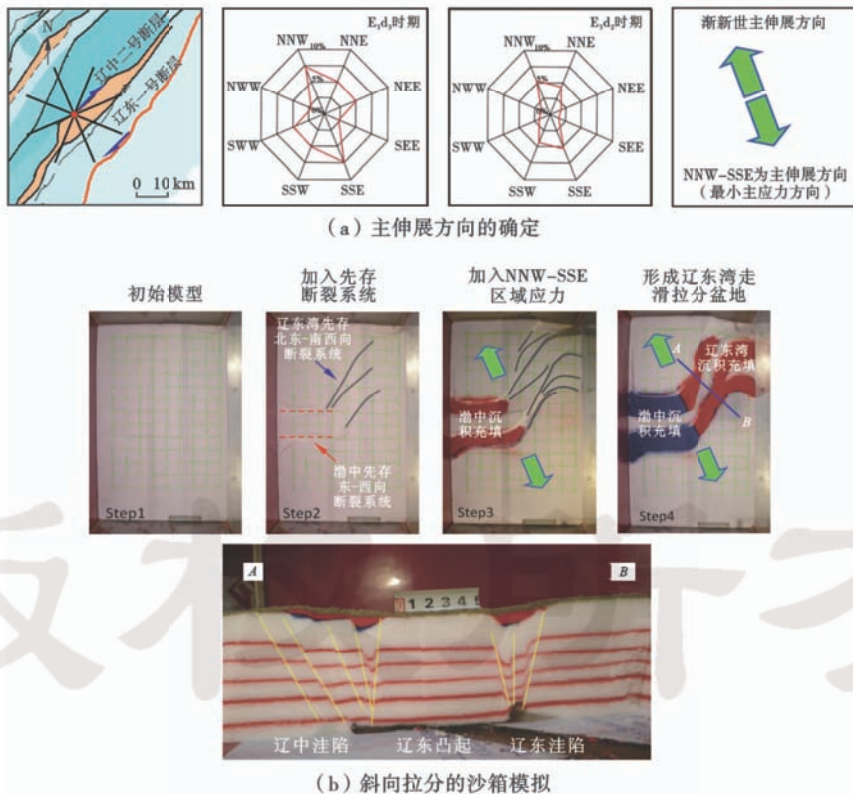 N
辽中二号断层
辽东一号断层
0 10 km
E₃d₃时期
NNW
10%
NNE
NWW
5%
NEE
0%
SWW
SEE
SSW
SSE
E₃d₂时期
NNW
10%
NNE
NWW
5%
NEE
SWW
SEE
SSW
SSE
渐新世主伸展方向
NNW-SSE为主伸展方向
（最小主应力方向）
（a）主伸展方向的确定
初始模型
加入先存
断裂系统
加入NNW-SSE
区域应力
形成辽东湾走
滑拉分盆地
Step1
辽东湾先存
北东-南西向
断裂系统
渤中先存
东-西向
断裂系统
Step2
渤中沉
积充填
Step3
A
辽东湾
沉积充填
渤中沉
积充填
B
Step4
A
B
1 2 3 4 5
辽中洼陷
辽东凸起
辽东洼陷
（b）斜向拉分的沙箱模拟